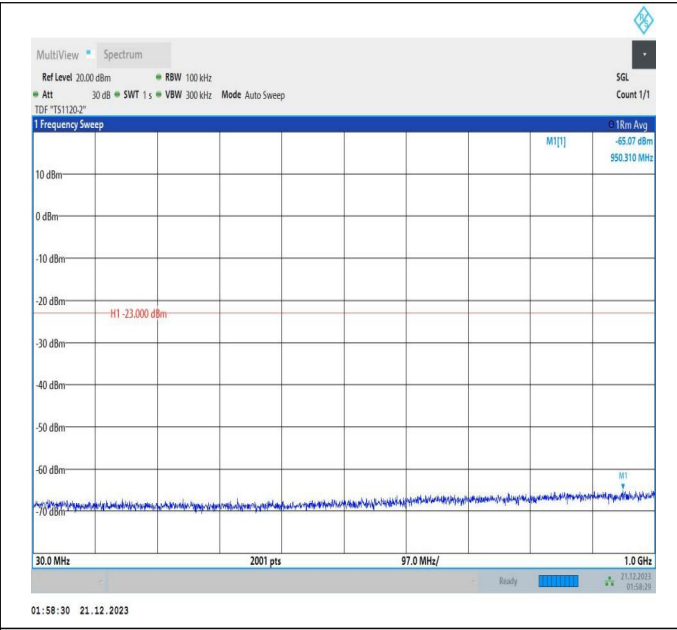 R&S
MultiView Spectrum
Ref Level 20.00 dBm RBW 100 kHz SGL
Att 30 dB SWT 1 s VBW 300 kHz Mode Auto Sweep Count 1/1
TDF "TS1120-2"
1 Frequency Sweep 1Rm Avg
M1[1] -65.07 dBm
950.310 MHz
10 dBm
0 dBm
-10 dBm
-20 dBm
H1 -23.000 dBm
-30 dBm
-40 dBm
-50 dBm
-60 dBm
M1
-70 dBm
30.0 MHz 2001 pts 97.0 MHz/ 1.0 GHz
Ready 21.12.2023
01:58:29
01:58:30 21.12.2023